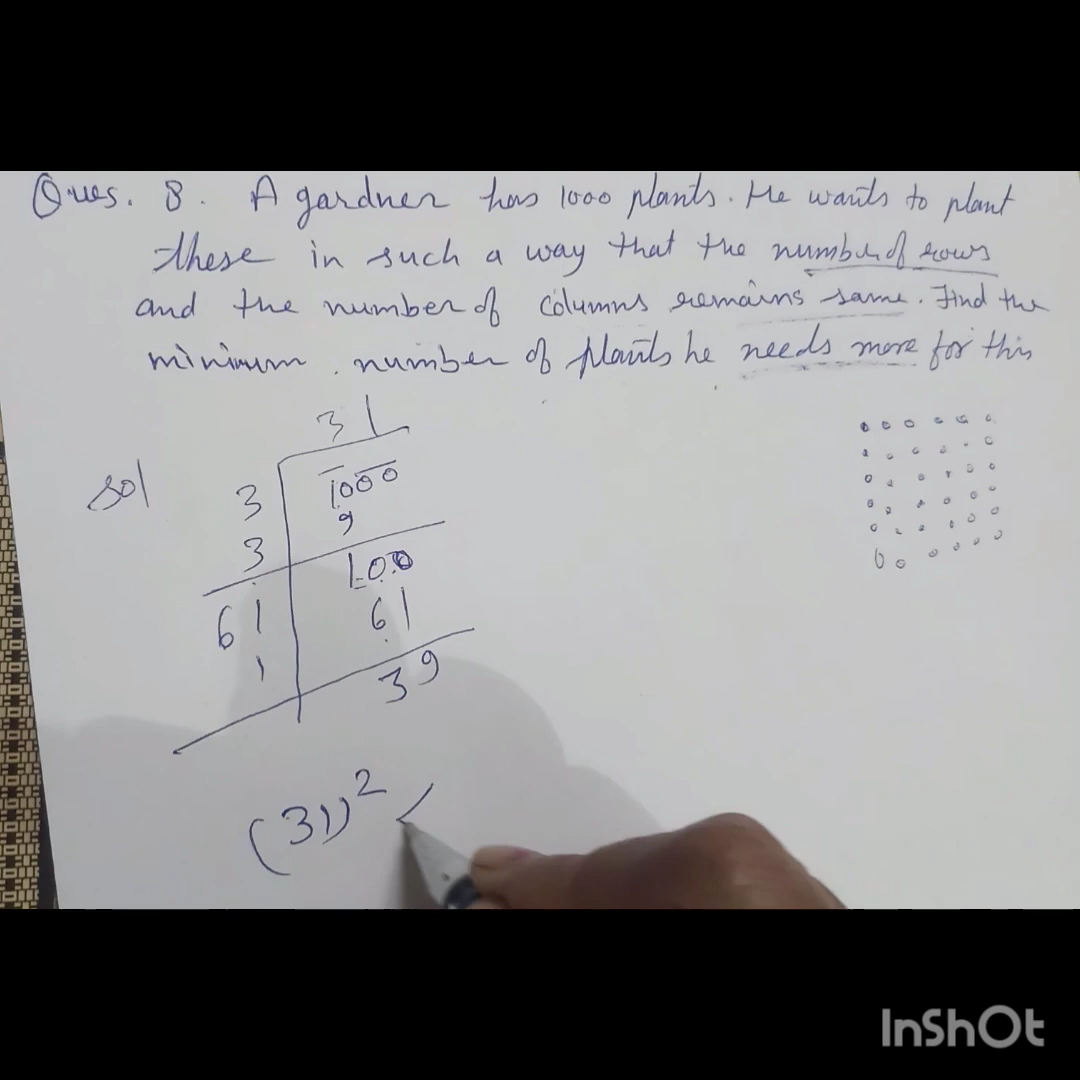 Ques. 8. A gardner has 1000 plants. He wants to plant
these in such a way that the number of rows
and the number of columns remains same. Find the
minimum number of plants he needs more for this
31
sol 3 1000
9
3 100
61 61
1 39
(31)² <
InShOt